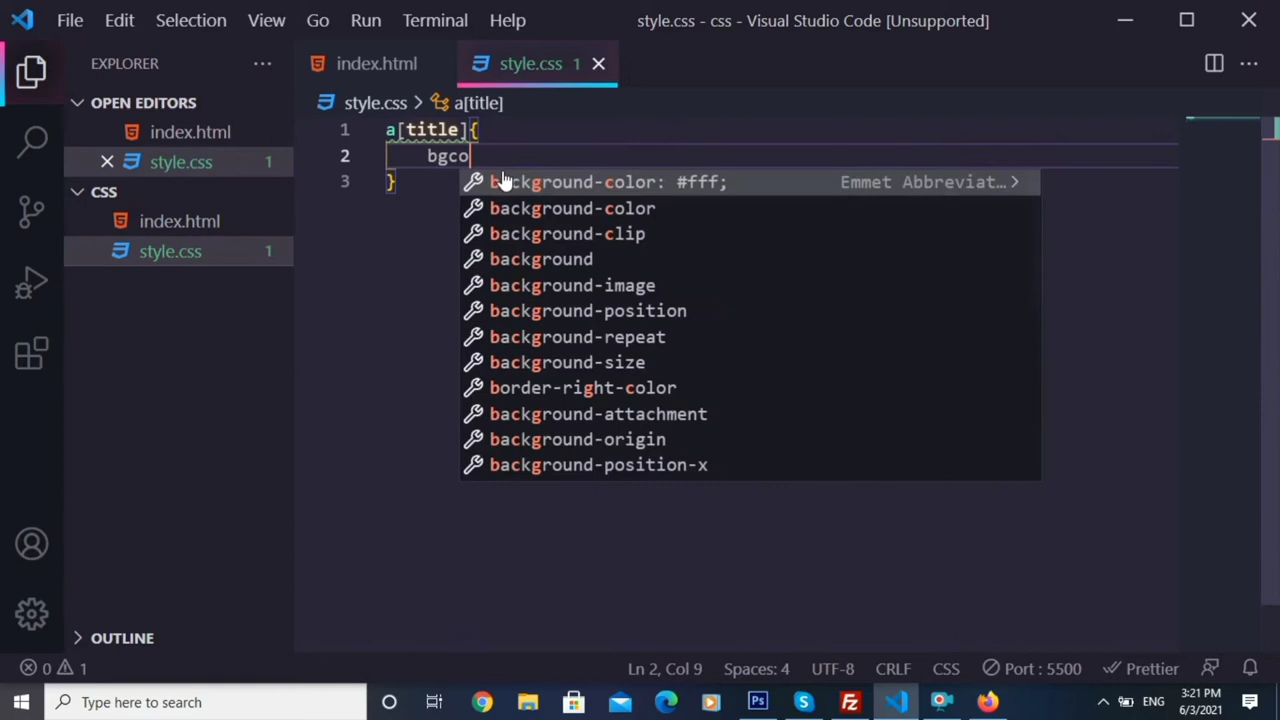 File Edit Selection View Go Run Terminal Help style.css - css - Visual Studio Code [Unsupported]
EXPLORER
index.html style.css 1
OPEN EDITORS
index.html
style.css 1
CSS
index.html
style.css 1
OUTLINE
style.css > a[title]
1 a[title]{
2 bgco
3 }
background-color: #fff; Emmet Abbreviat…
background-color
background-clip
background
background-image
background-position
background-repeat
background-size
border-right-color
background-attachment
background-origin
background-position-x
0 1 Ln 2, Col 9 Spaces: 4 UTF-8 CRLF CSS Port : 5500 Prettier
Type here to search
Ps S Fz ENG
3:21 PM
6/3/2021